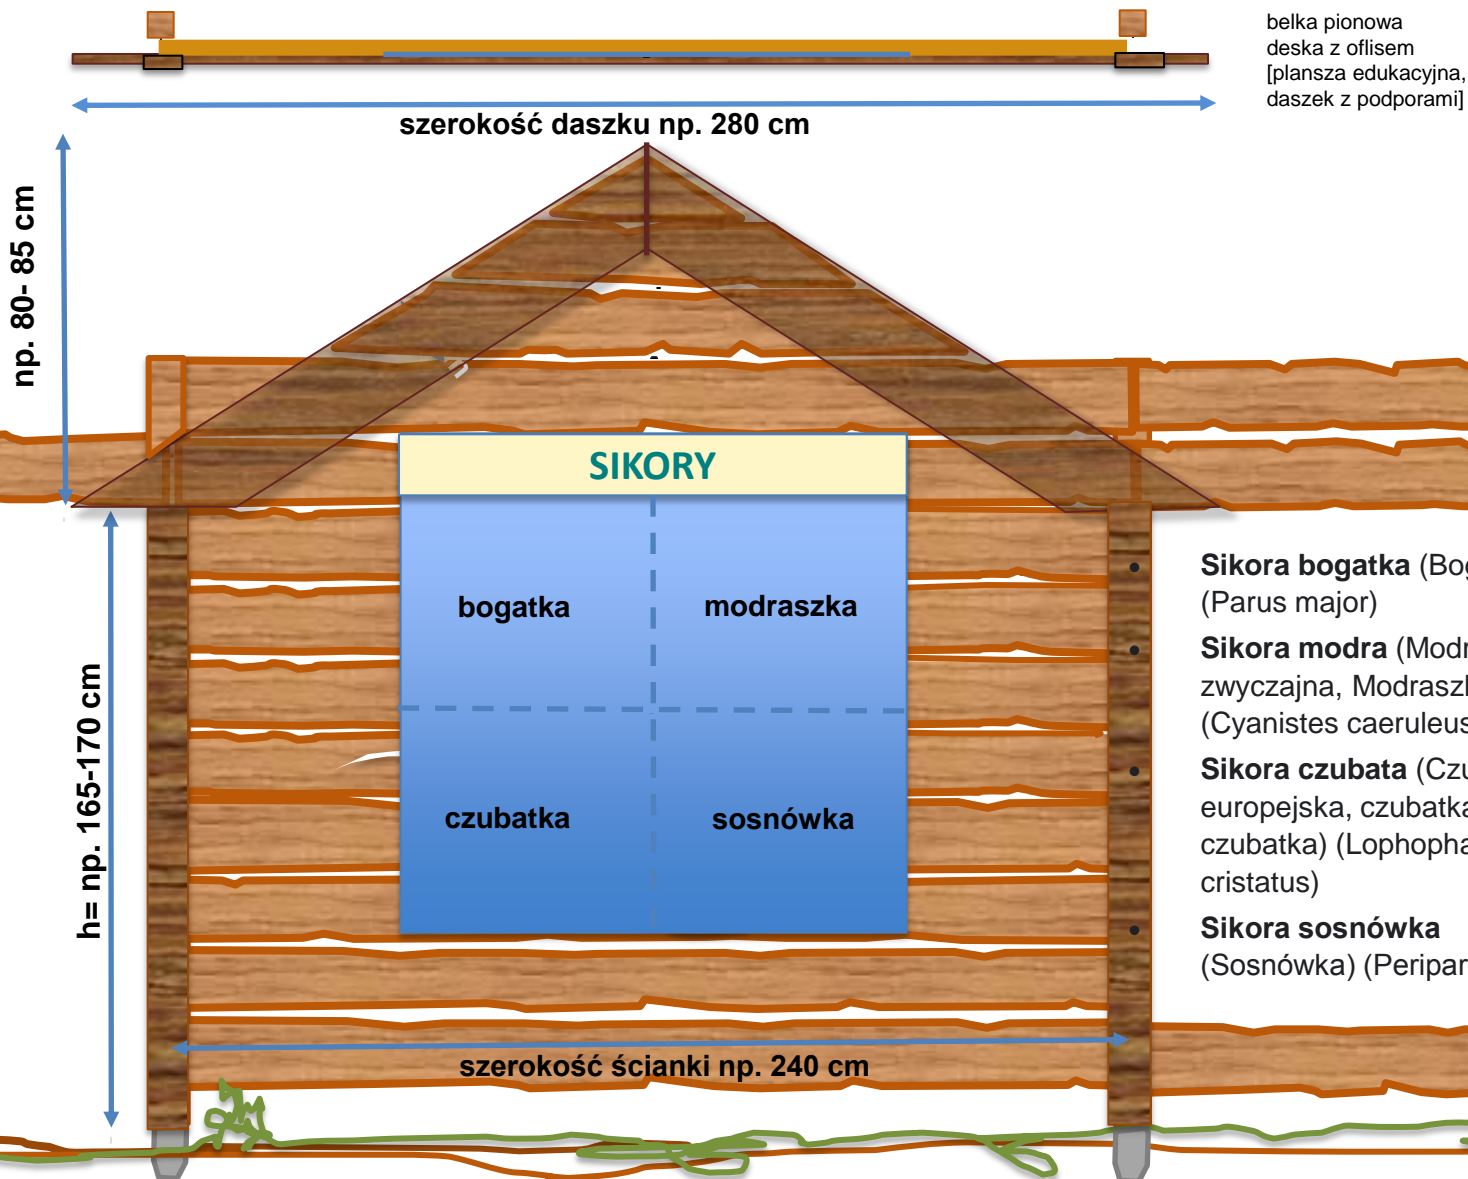 belka pionowa
deska z oflisem
[plansza edukacyjna,
daszek z podporami]
szerokość daszku np. 280 cm
np. 80- 85 cm
SIKORY
bogatka
modraszka
czubatka
sosnówka
h= np. 165-170 cm
szerokość ścianki np. 240 cm
Sikora bogatka
(Parus major)
Sikora modra
zwyczajna,
(Cyanistes caeruleus
Sikora czubata
europejska, czubatka
czubatka)
cristatus)
Sikora sosnówka
(Sosnówka)